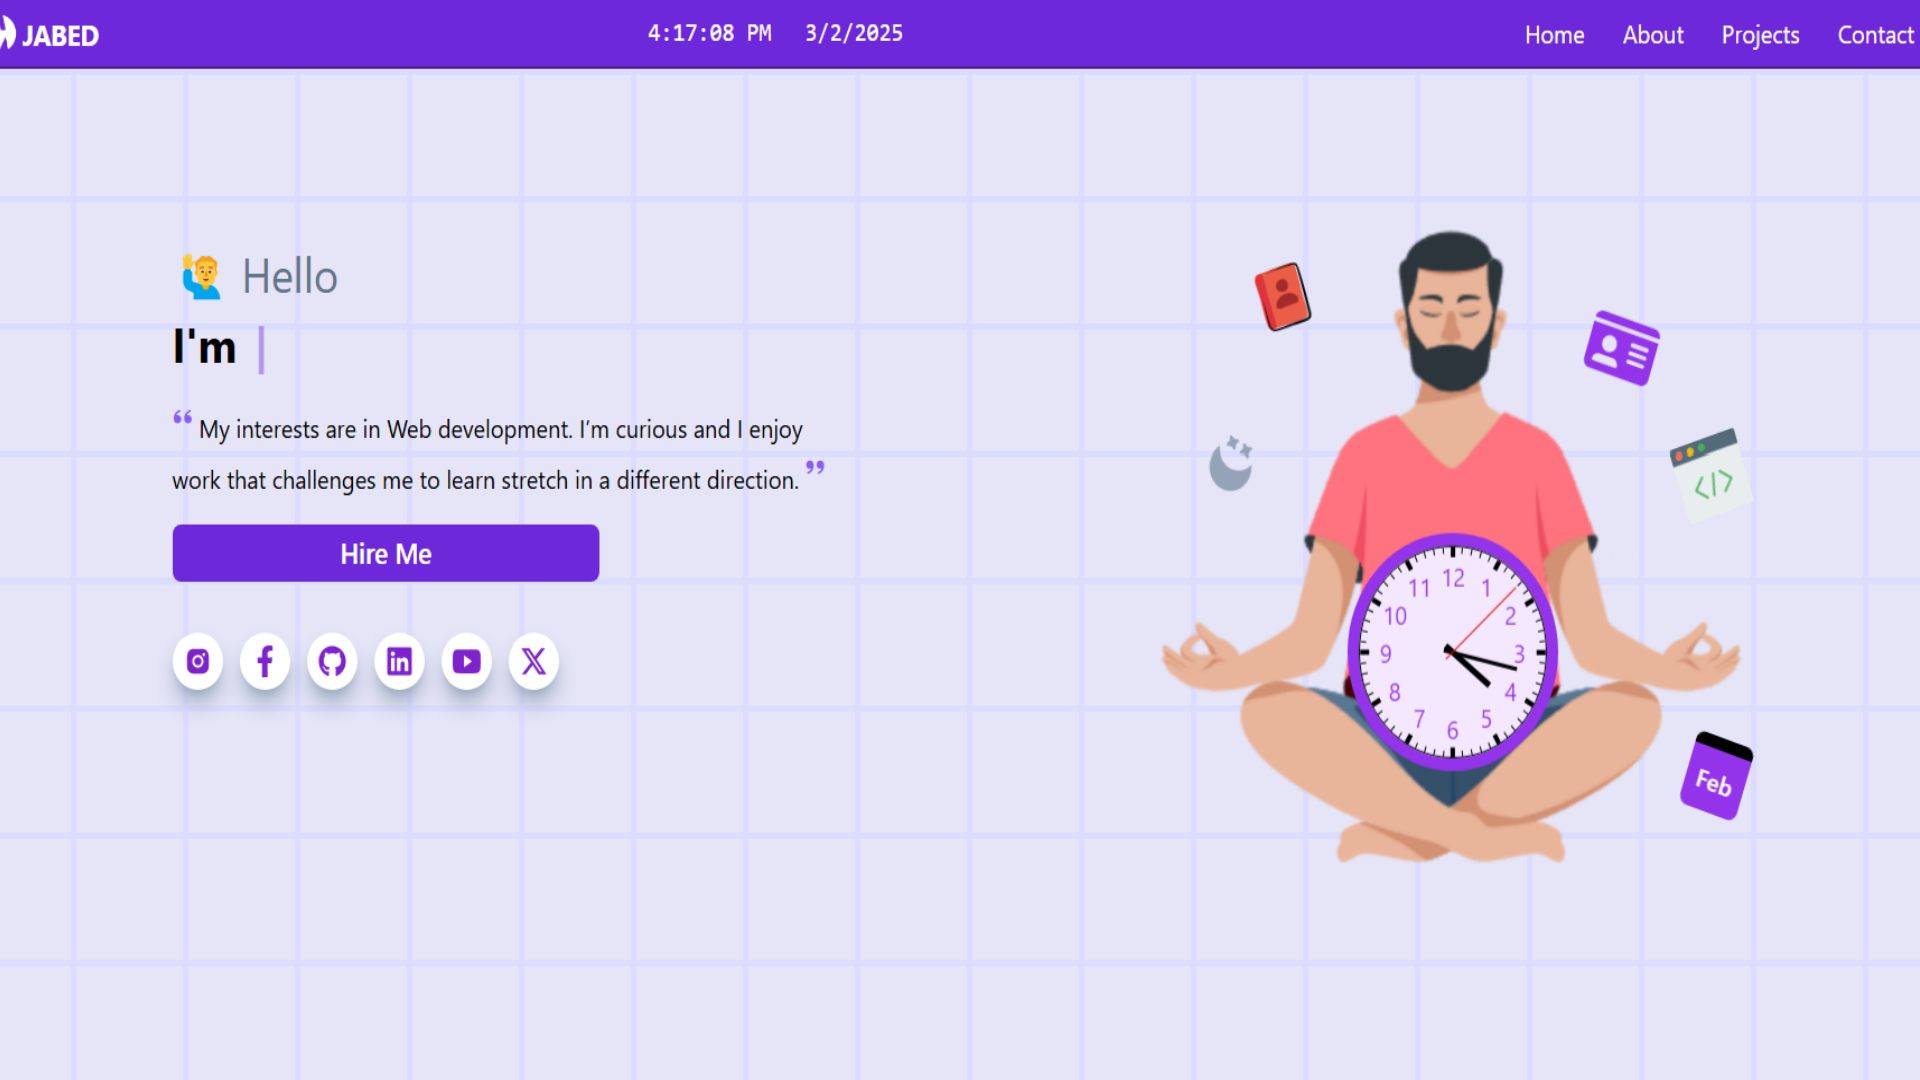 JABED
4:17:08 PM 3/2/2025
Home About Projects Contact
Hello
I'm
“ My interests are in Web development. I’m curious and I enjoy
work that challenges me to learn stretch in a different direction. ”
Hire Me
</>
12
1
2
3
4
5
6
7
8
9
10
11
Feb